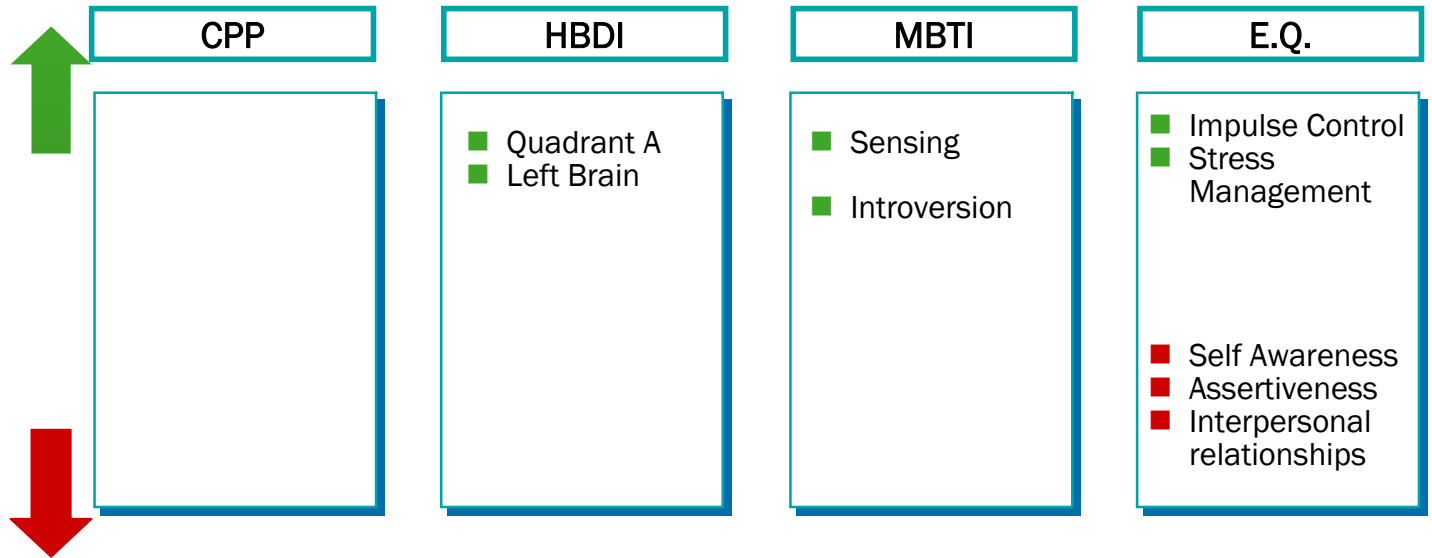 CPP
HBDI
MBTI
E.Q.
Quadrant A
Left Brain
Sensing
Introversion
Impulse Control
Stress
Management
Self Awareness
Assertiveness
Interpersonal
relationships